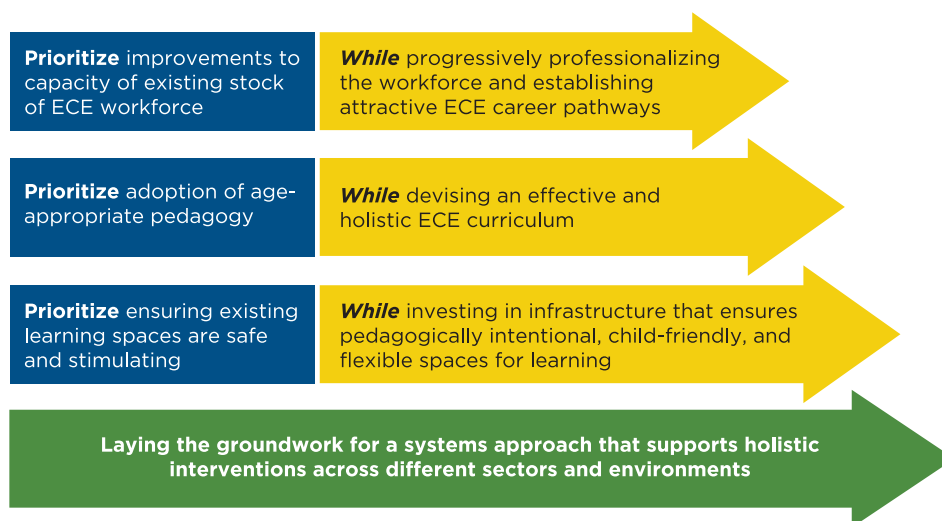 Prioritize improvements to
capacity of existing stock
of ECE workforce
While progressively professionalizing
the workforce and establishing
attractive ECE career pathways
Prioritize adoption of age-
appropriate pedagogy
While devising an effective and
holistic ECE curriculum
Prioritize ensuring existing
learning spaces are safe
and stimulating
While investing in infrastructure that ensures
pedagogically intentional, child-friendly, and
flexible spaces for learning
Laying the groundwork for a systems approach that supports holistic
interventions across different sectors and environments